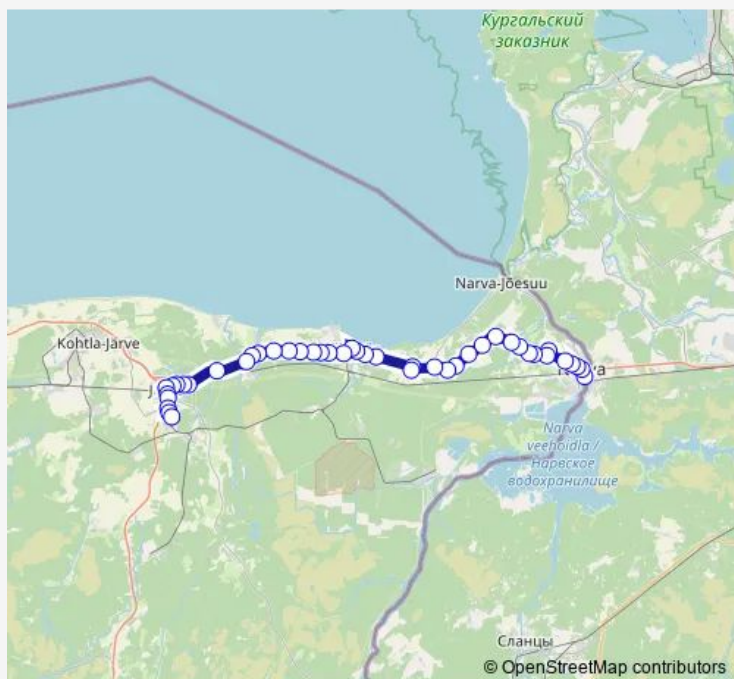 Кургальский
заказник
Narva-Jõesuu
Kohtla-Järve
J
Narva
veehoidla /
Нарвское
водохранилище
Сланцы
© OpenStreetMap contributors